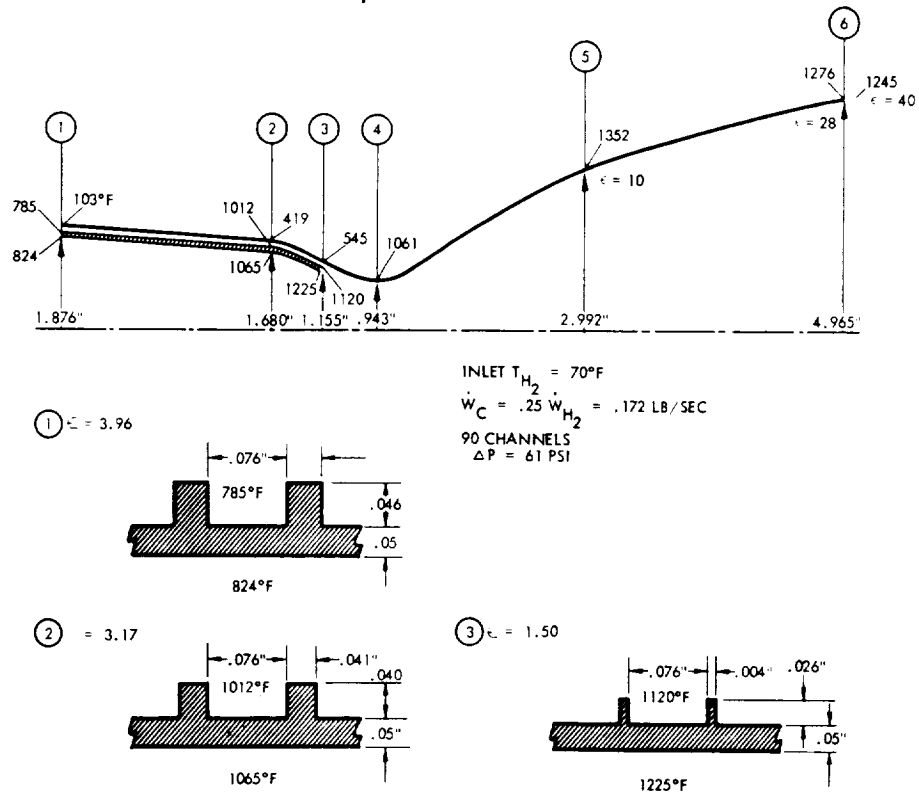 6
5
1276
1245
ϵ = 40
ϵ = 28
1
2
3
4
1352
ϵ = 10
785
103°F
1012
419
545
1061
824
1065
1225
1120
1.876"
1.680"
1.155"
.943"
2.992"
4.965"
INLET T_H2 = 70°F
Ẇ_C = .25 Ẇ_H2 = .172 LB/SEC
90 CHANNELS
ΔP = 61 PSI
1 ϵ = 3.96
.076"
785°F
.046
.05
824°F
2 = 3.17
.076"
.041"
.040
1012°F
.05"
1065°F
3 ϵ = 1.50
.076"
.004"
.026"
1120°F
.05"
1225°F